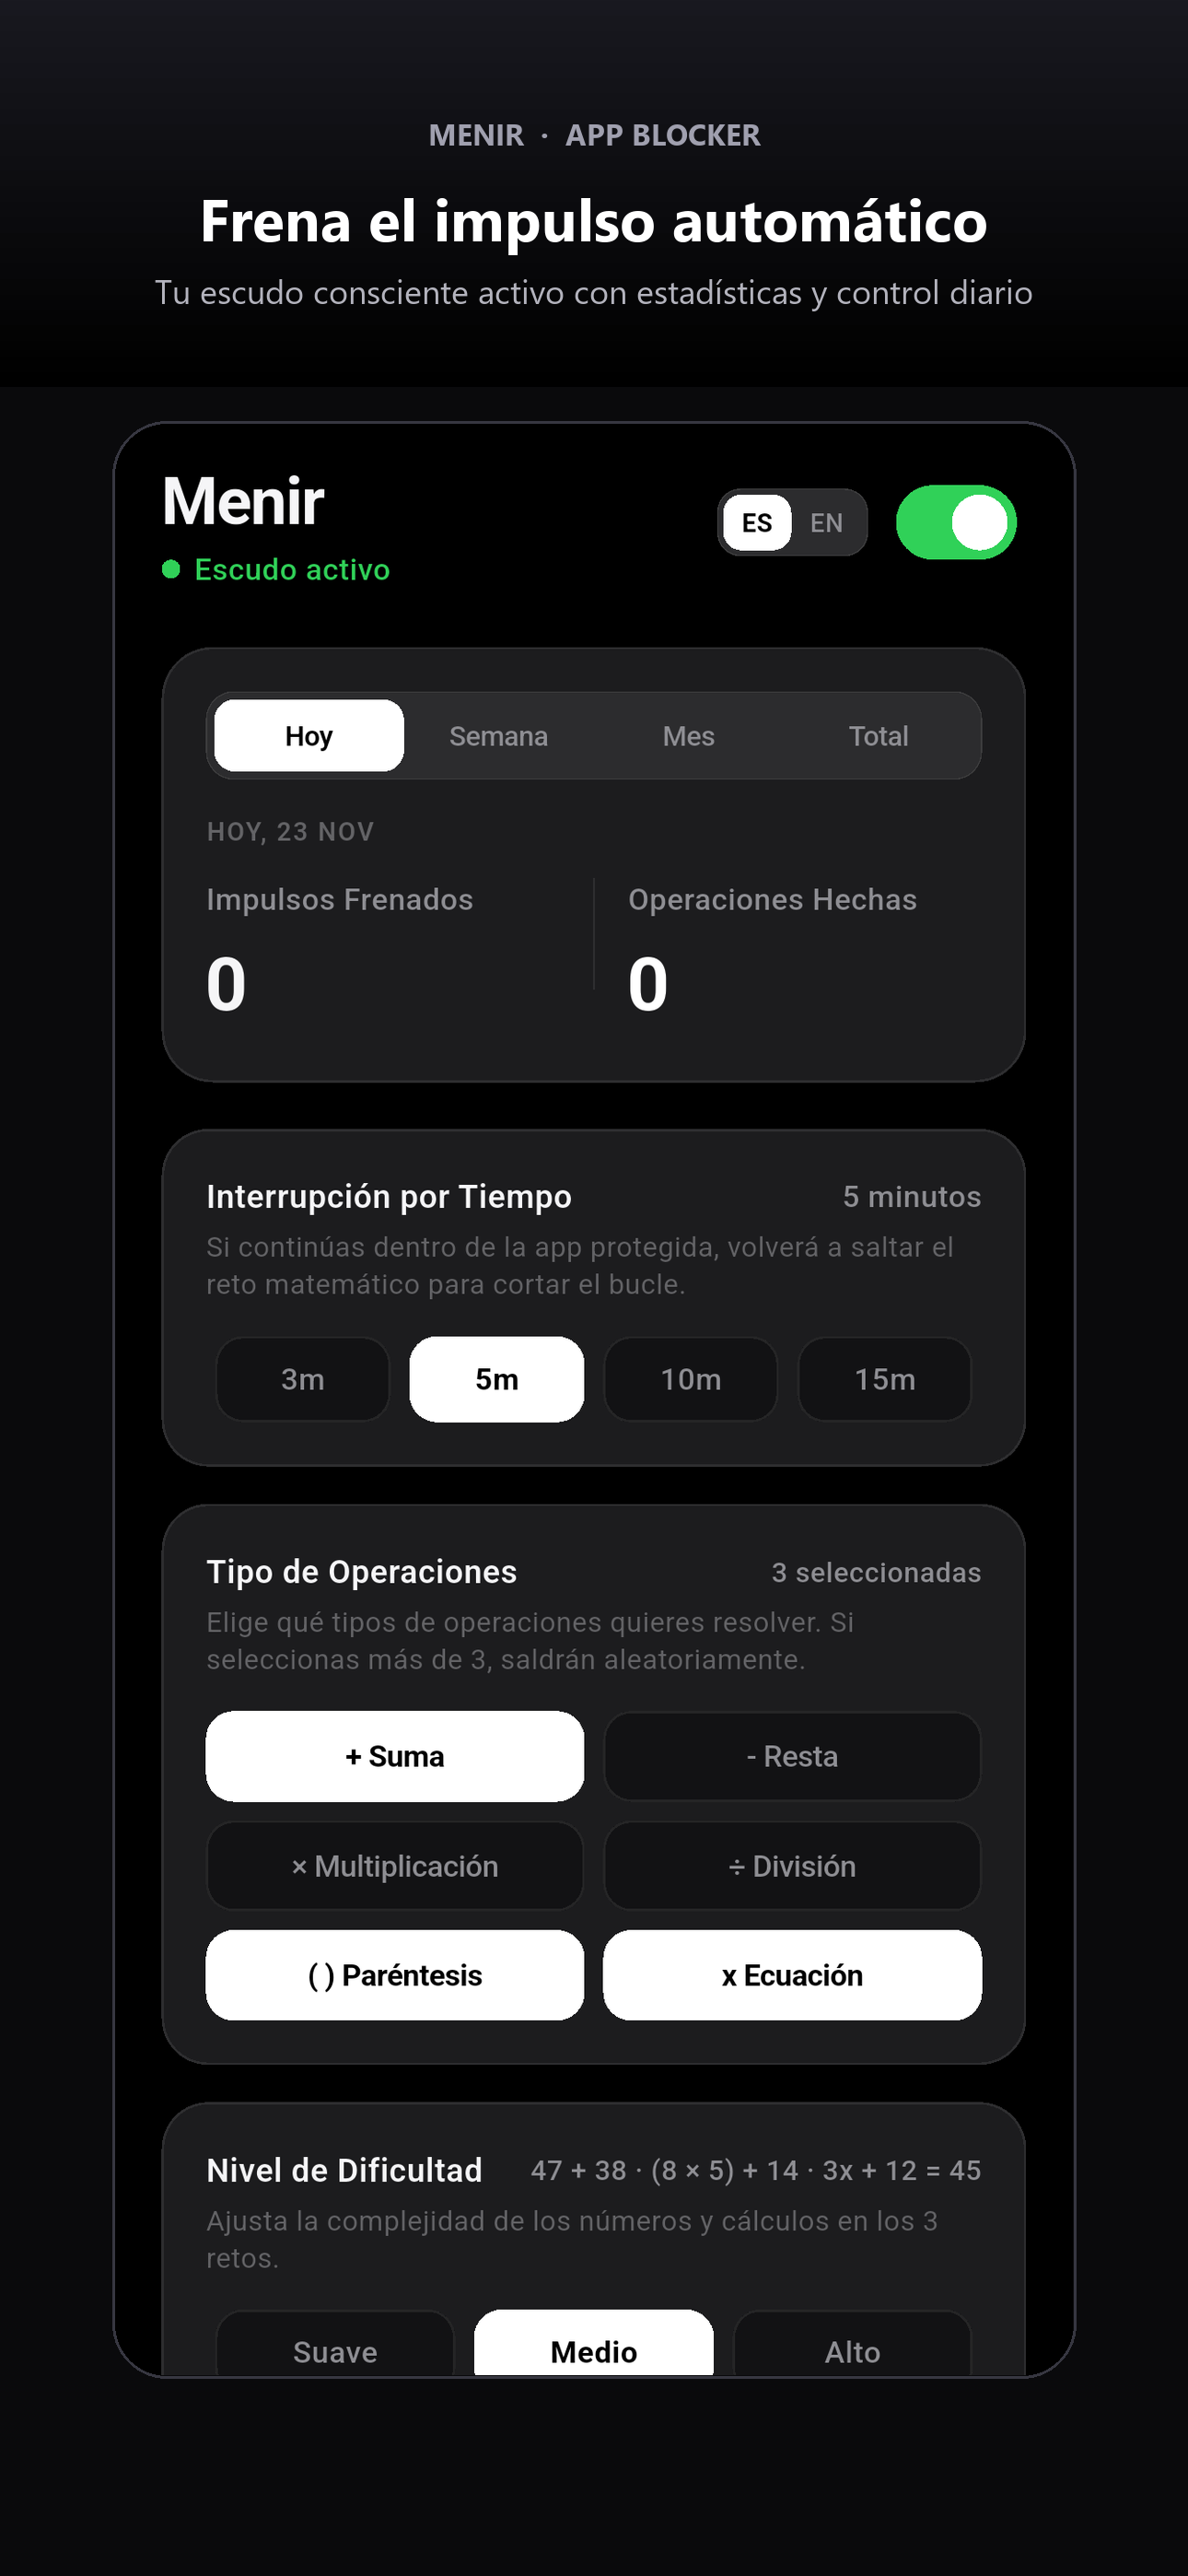 MENIR · APP BLOCKER
Frena el impulso automático
Tu escudo consciente activo con estadísticas y control diario
Menir
ES EN
Escudo activo
Hoy Semana Mes Total
HOY, 23 NOV
Impulsos Frenados Operaciones Hechas
0 0
Interrupción por Tiempo 5 minutos
Si continúas dentro de la app protegida, volverá a saltar el
reto matemático para cortar el bucle.
3m 5m 10m 15m
Tipo de Operaciones 3 seleccionadas
Elige qué tipos de operaciones quieres resolver. Si
seleccionas más de 3, saldrán aleatoriamente.
+ Suma - Resta
× Multiplicación ÷ División
( ) Paréntesis x Ecuación
Nivel de Dificultad 47 + 38 · (8 × 5) + 14 · 3x + 12 = 45
Ajusta la complejidad de los números y cálculos en los 3
retos.
Suave Medio Alto